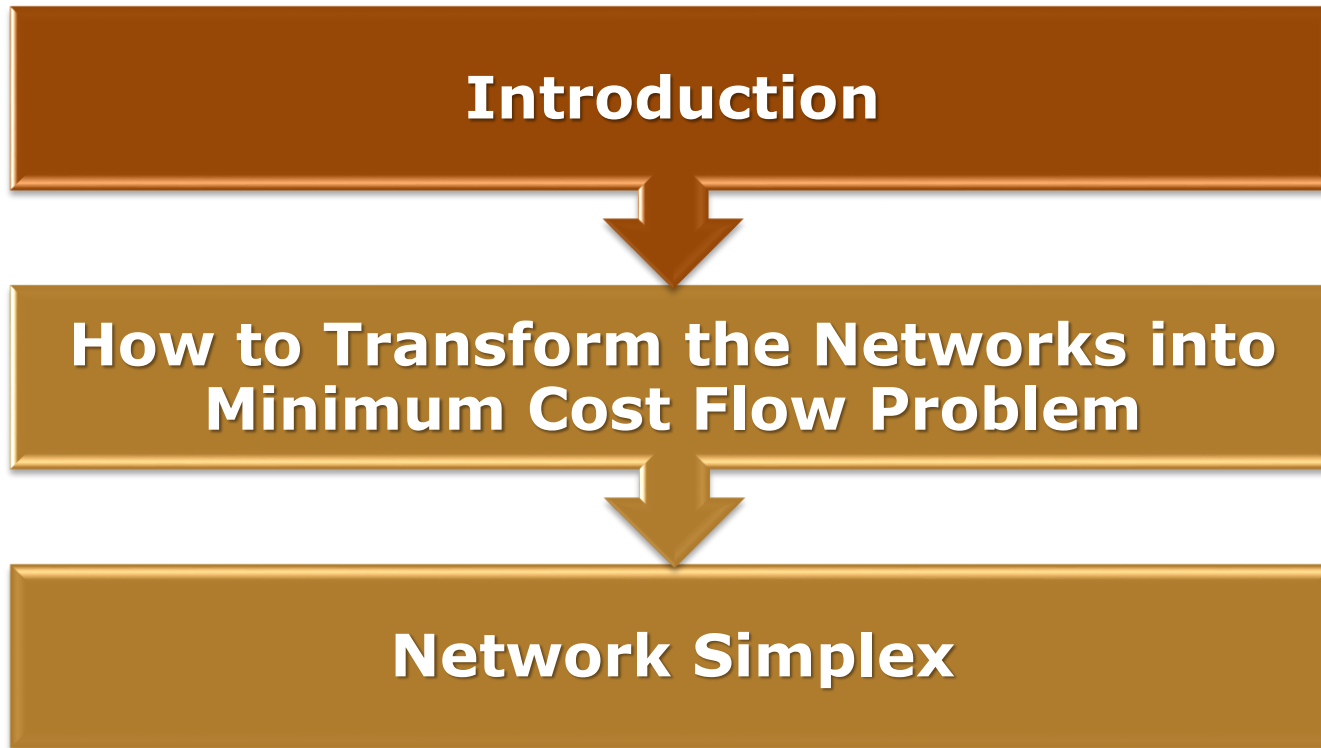 Introduction
How to Transform the Networks into
Minimum Cost Flow Problem
Network Simplex